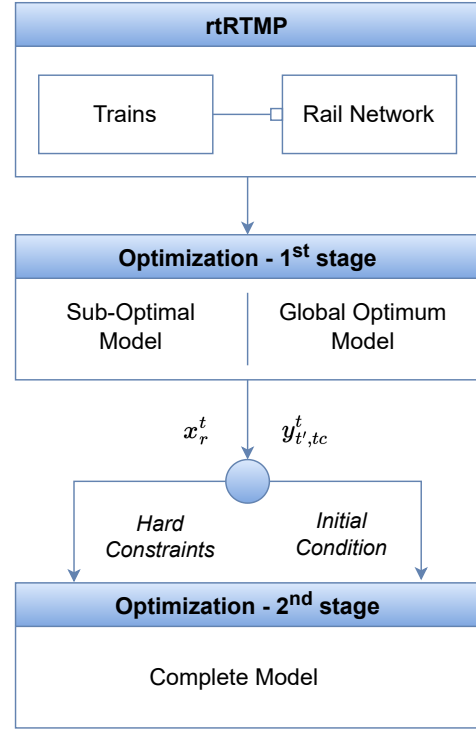 rtRTMP
Trains
Rail Network
Optimization - 1st stage
Sub-Optimal
Model
Global Optimum
Model
x_r^t
y_{t',tc}^t
Hard
Constraints
Initial
Condition
Optimization - 2nd stage
Complete Model